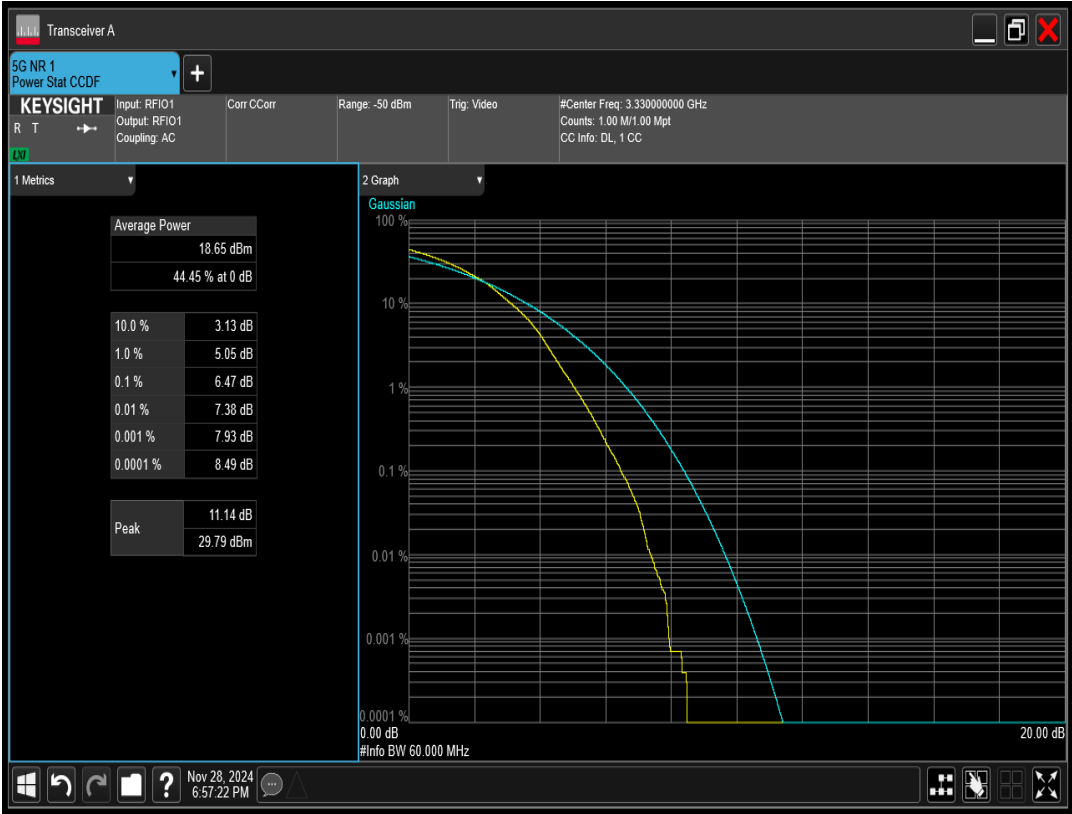 Transceiver A
5G NR 1
Power Stat CCDF
+
KEYSIGHT
R T
LXI
Input: RFIO1
Output: RFIO1
Coupling: AC
Corr CCorr
Range: -50 dBm
Trig: Video
#Center Freq: 3.330000000 GHz
Counts: 1.00 M/1.00 Mpt
CC Info: DL, 1 CC
1 Metrics
Average Power
18.65 dBm
44.45 % at 0 dB
10.0 % 3.13 dB
1.0 % 5.05 dB
0.1 % 6.47 dB
0.01 % 7.38 dB
0.001 % 7.93 dB
0.0001 % 8.49 dB
Peak
11.14 dB
29.79 dBm
2 Graph
Gaussian
100 %
10 %
1 %
0.1 %
0.01 %
0.001 %
0.0001 %
0.00 dB 20.00 dB
#Info BW 60.000 MHz
?
Nov 28, 2024
6:57:22 PM